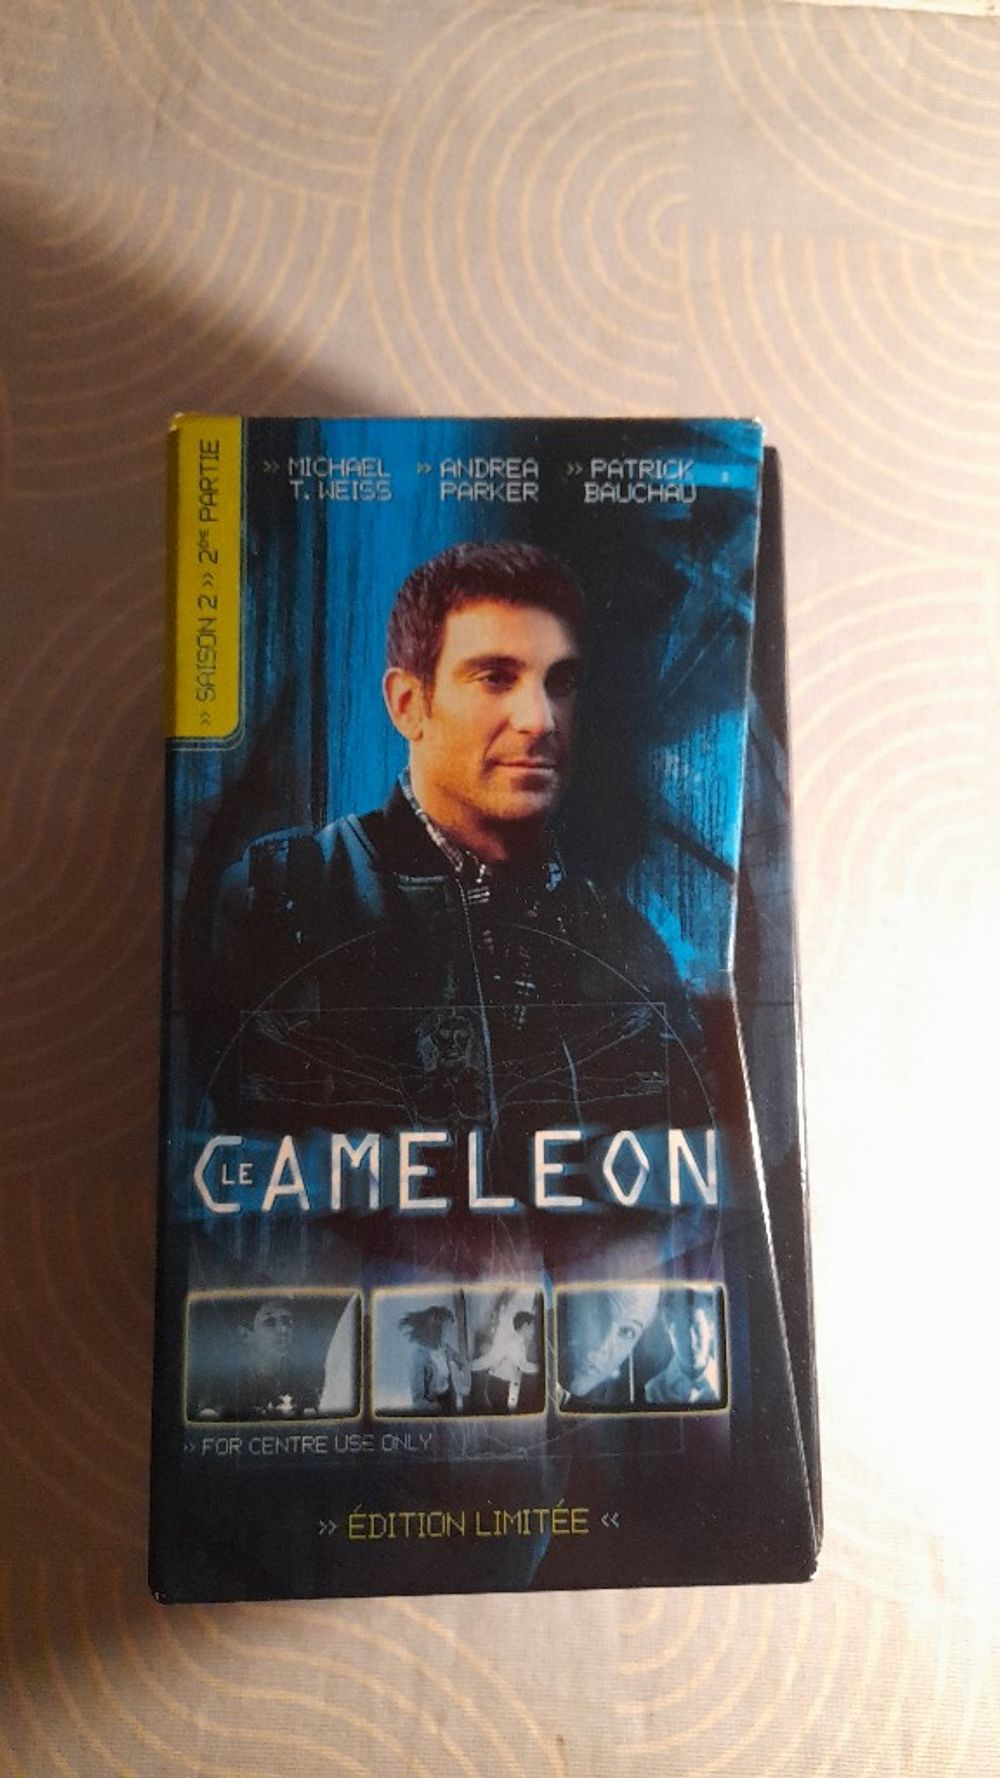 » SAISON 2 » 2ème PARTIE
» MICHAEL T. WEISS
» ANDREA PARKER
» PATRICK BAUCHAU
LE CAMELEON
» FOR CENTRE USE ONLY
» ÉDITION LIMITÉE «